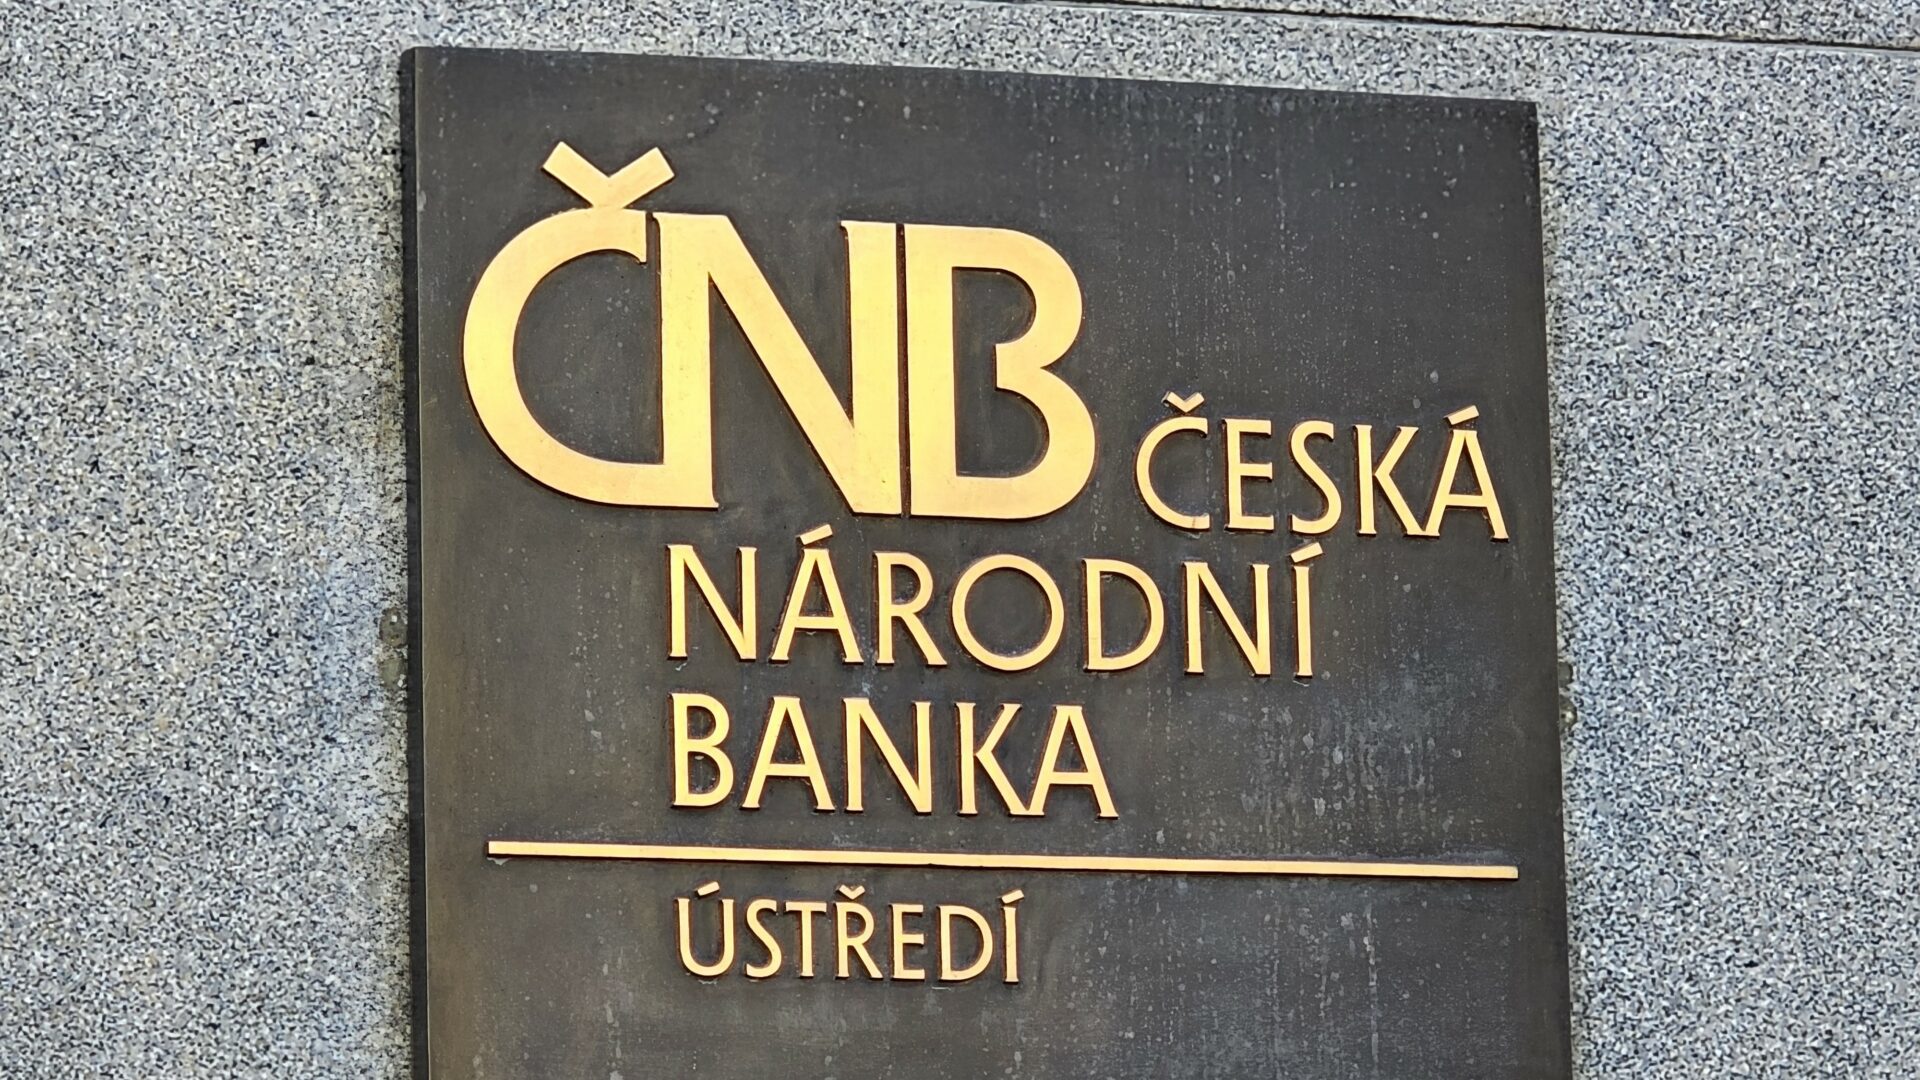 ČNB ČESKÁ
NÁRODNÍ
BANKA
ÚSTŘEDÍ